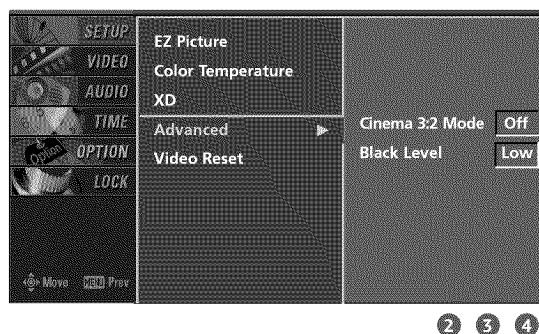 SETUP
VIDEO
AUDIO
TIME
OPTION
LOCK
Move MENU Prev
EZ Picture
Color Temperature
XD
Advanced
Video Reset
Cinema 3:2 Mode Off
Black Level Low
2 3 4